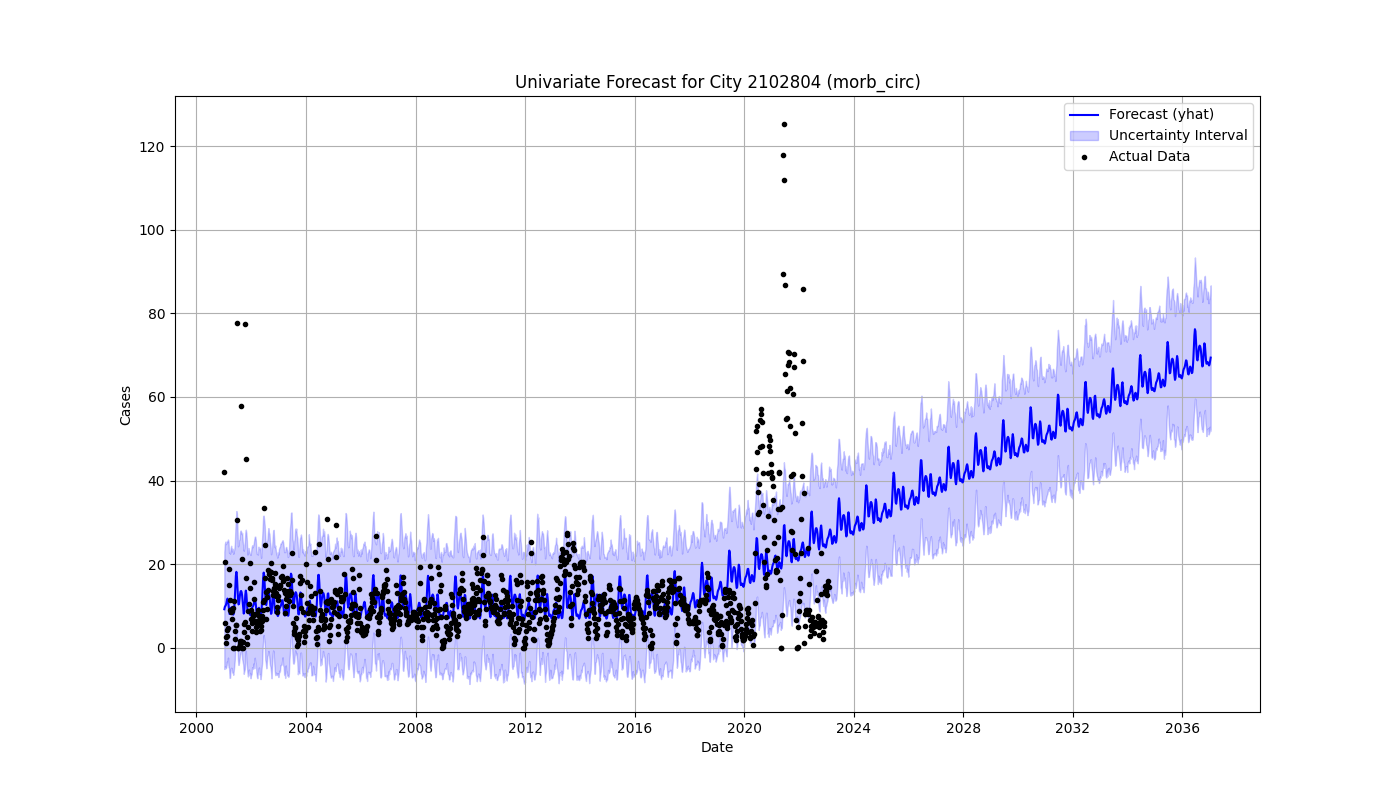 Univariate Forecast for City 2102804 (morb_circ)
Forecast (yhat)
Uncertainty Interval
Actual Data
120
100
80
60
40
20
0
Cases
2000 2004 2008 2012 2016 2020 2024 2028 2032 2036
Date